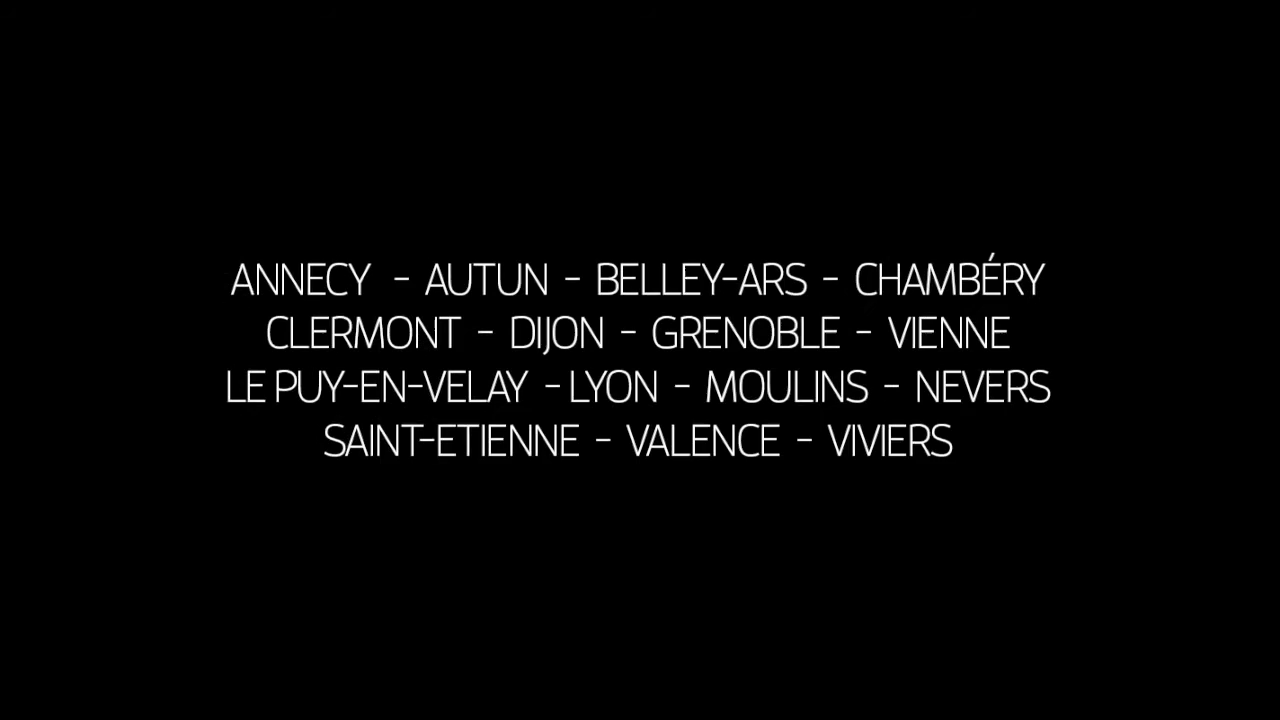 ANNECY - AUTUN - BELLEY-ARS - CHAMBÉRY
CLERMONT - DIJON - GRENOBLE - VIENNE
LE PUY-EN-VELAY - LYON - MOULINS - NEVERS
SAINT-ETIENNE - VALENCE - VIVIERS